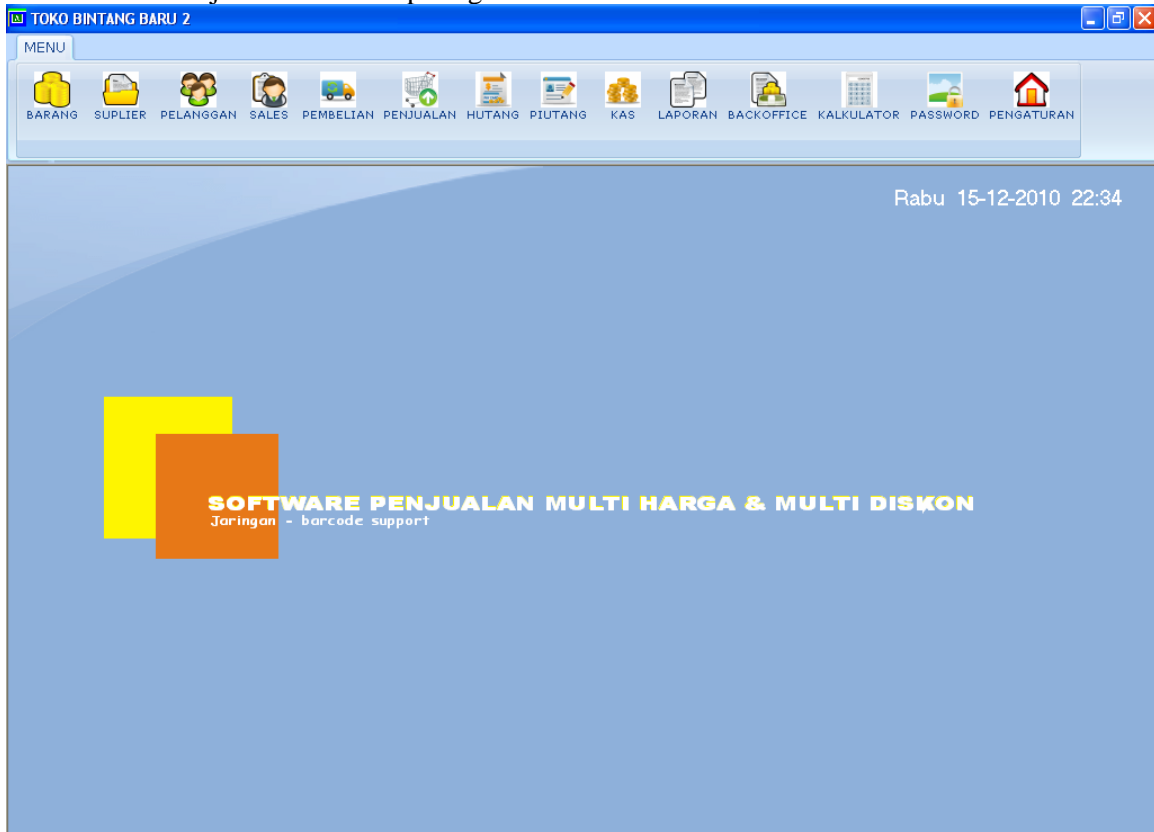 TOKO BINTANG BARU 2
MENU
BARANG SUPLIER PELANGGAN SALES PEMBELIAN PENJUALAN HUTANG PIUTANG KAS LAPORAN BACKOFFICE KALKULATOR PASSWORD PENGATURAN
Rabu 15-12-2010 22:34
SOFTWARE PENJUALAN MULTI HARGA & MULTI DISKON
Jaringan - barcode support